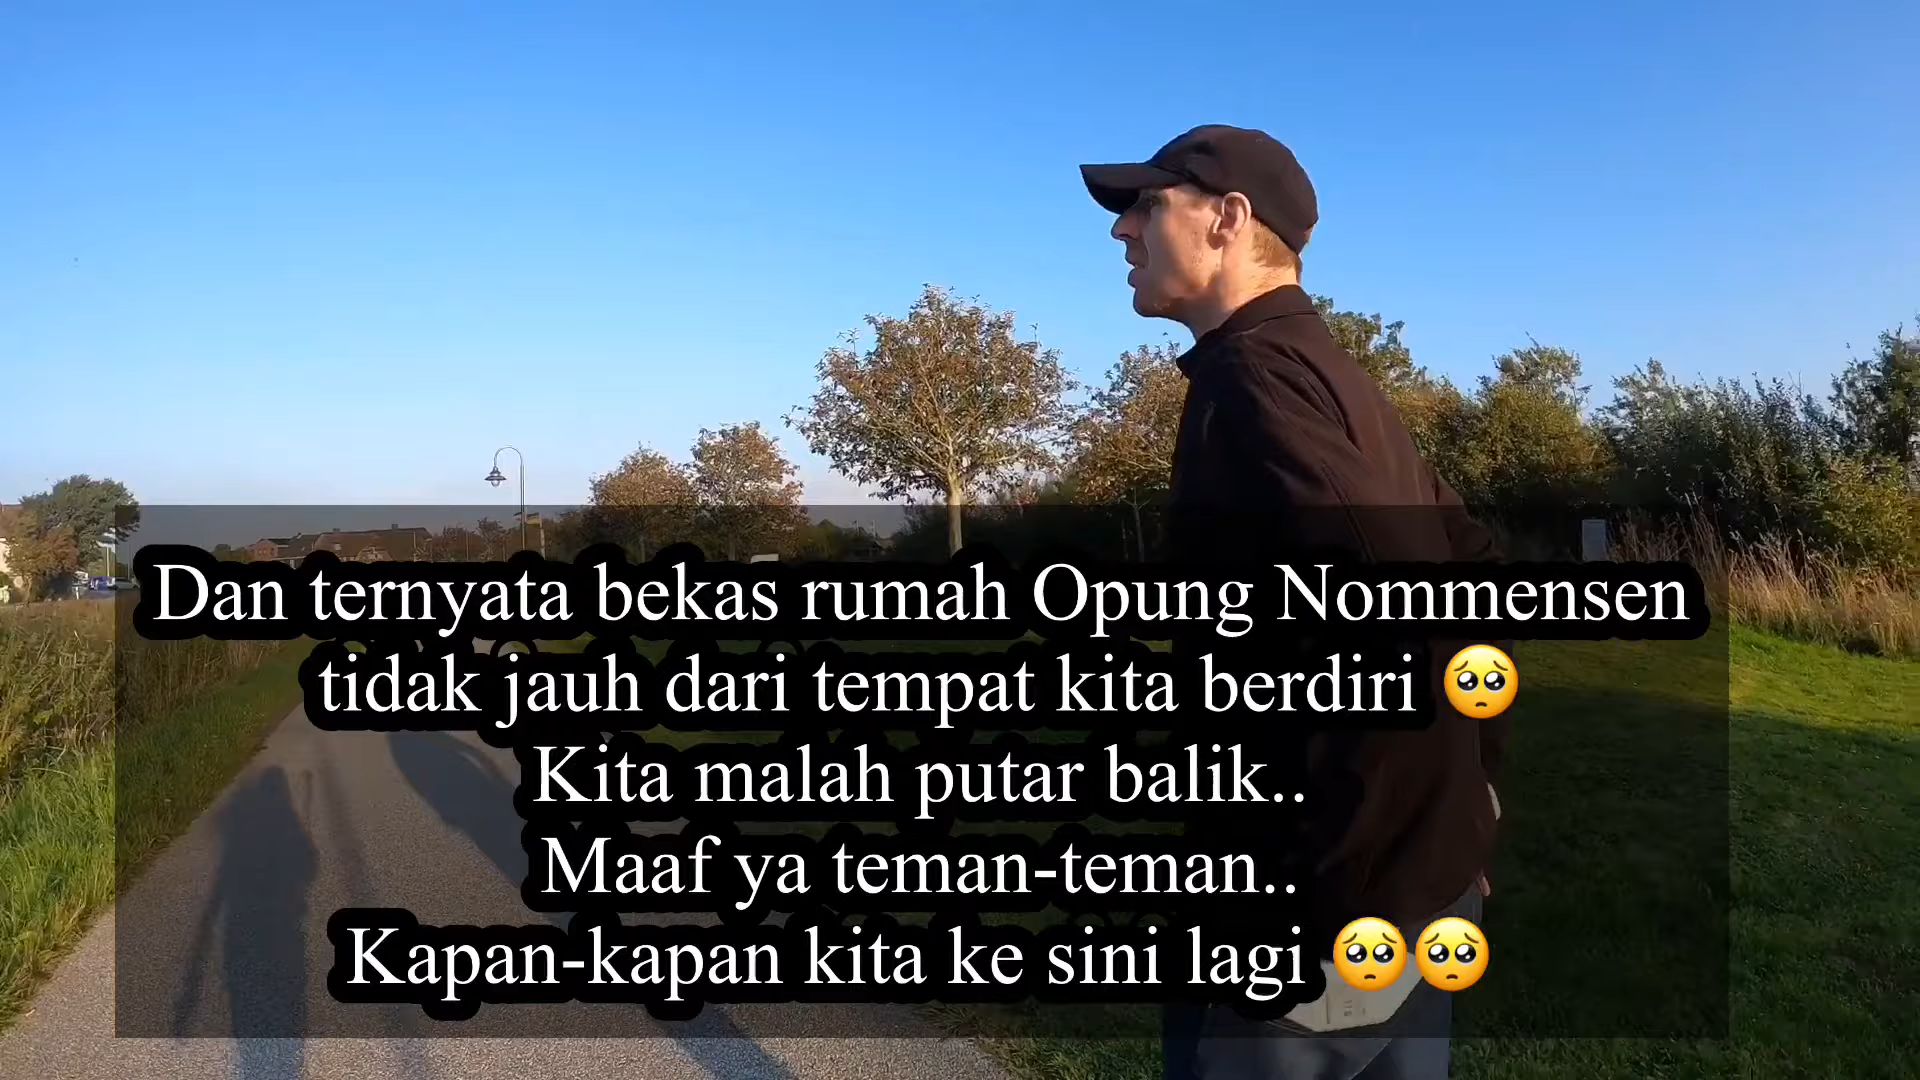 Dan ternyata bekas rumah Opung Nommensen
tidak jauh dari tempat kita berdiri 🥺
Kita malah putar balik..
Maaf ya teman-teman..
Kapan-kapan kita ke sini lagi 🥺🥺